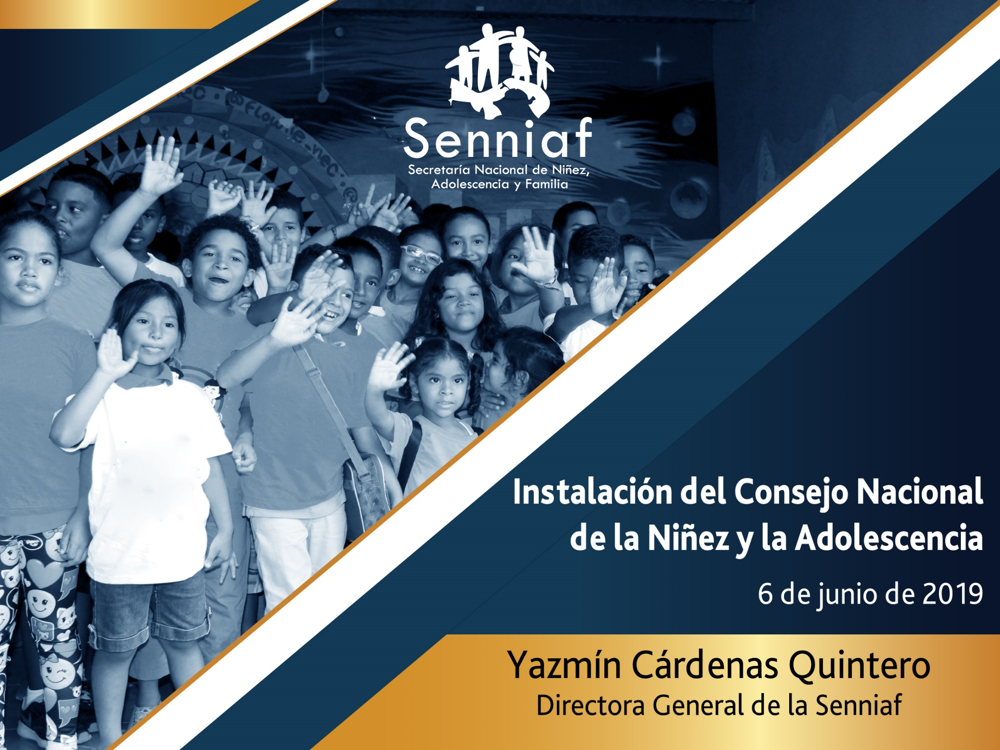 Senniaf
Secretaría Nacional de Niñez,
Adolescencia y Familia
Instalación del Consejo Nacional
de la Niñez y la Adolescencia
6 de junio de 2019
Yazmín Cárdenas Quintero
Directora General de la Senniaf